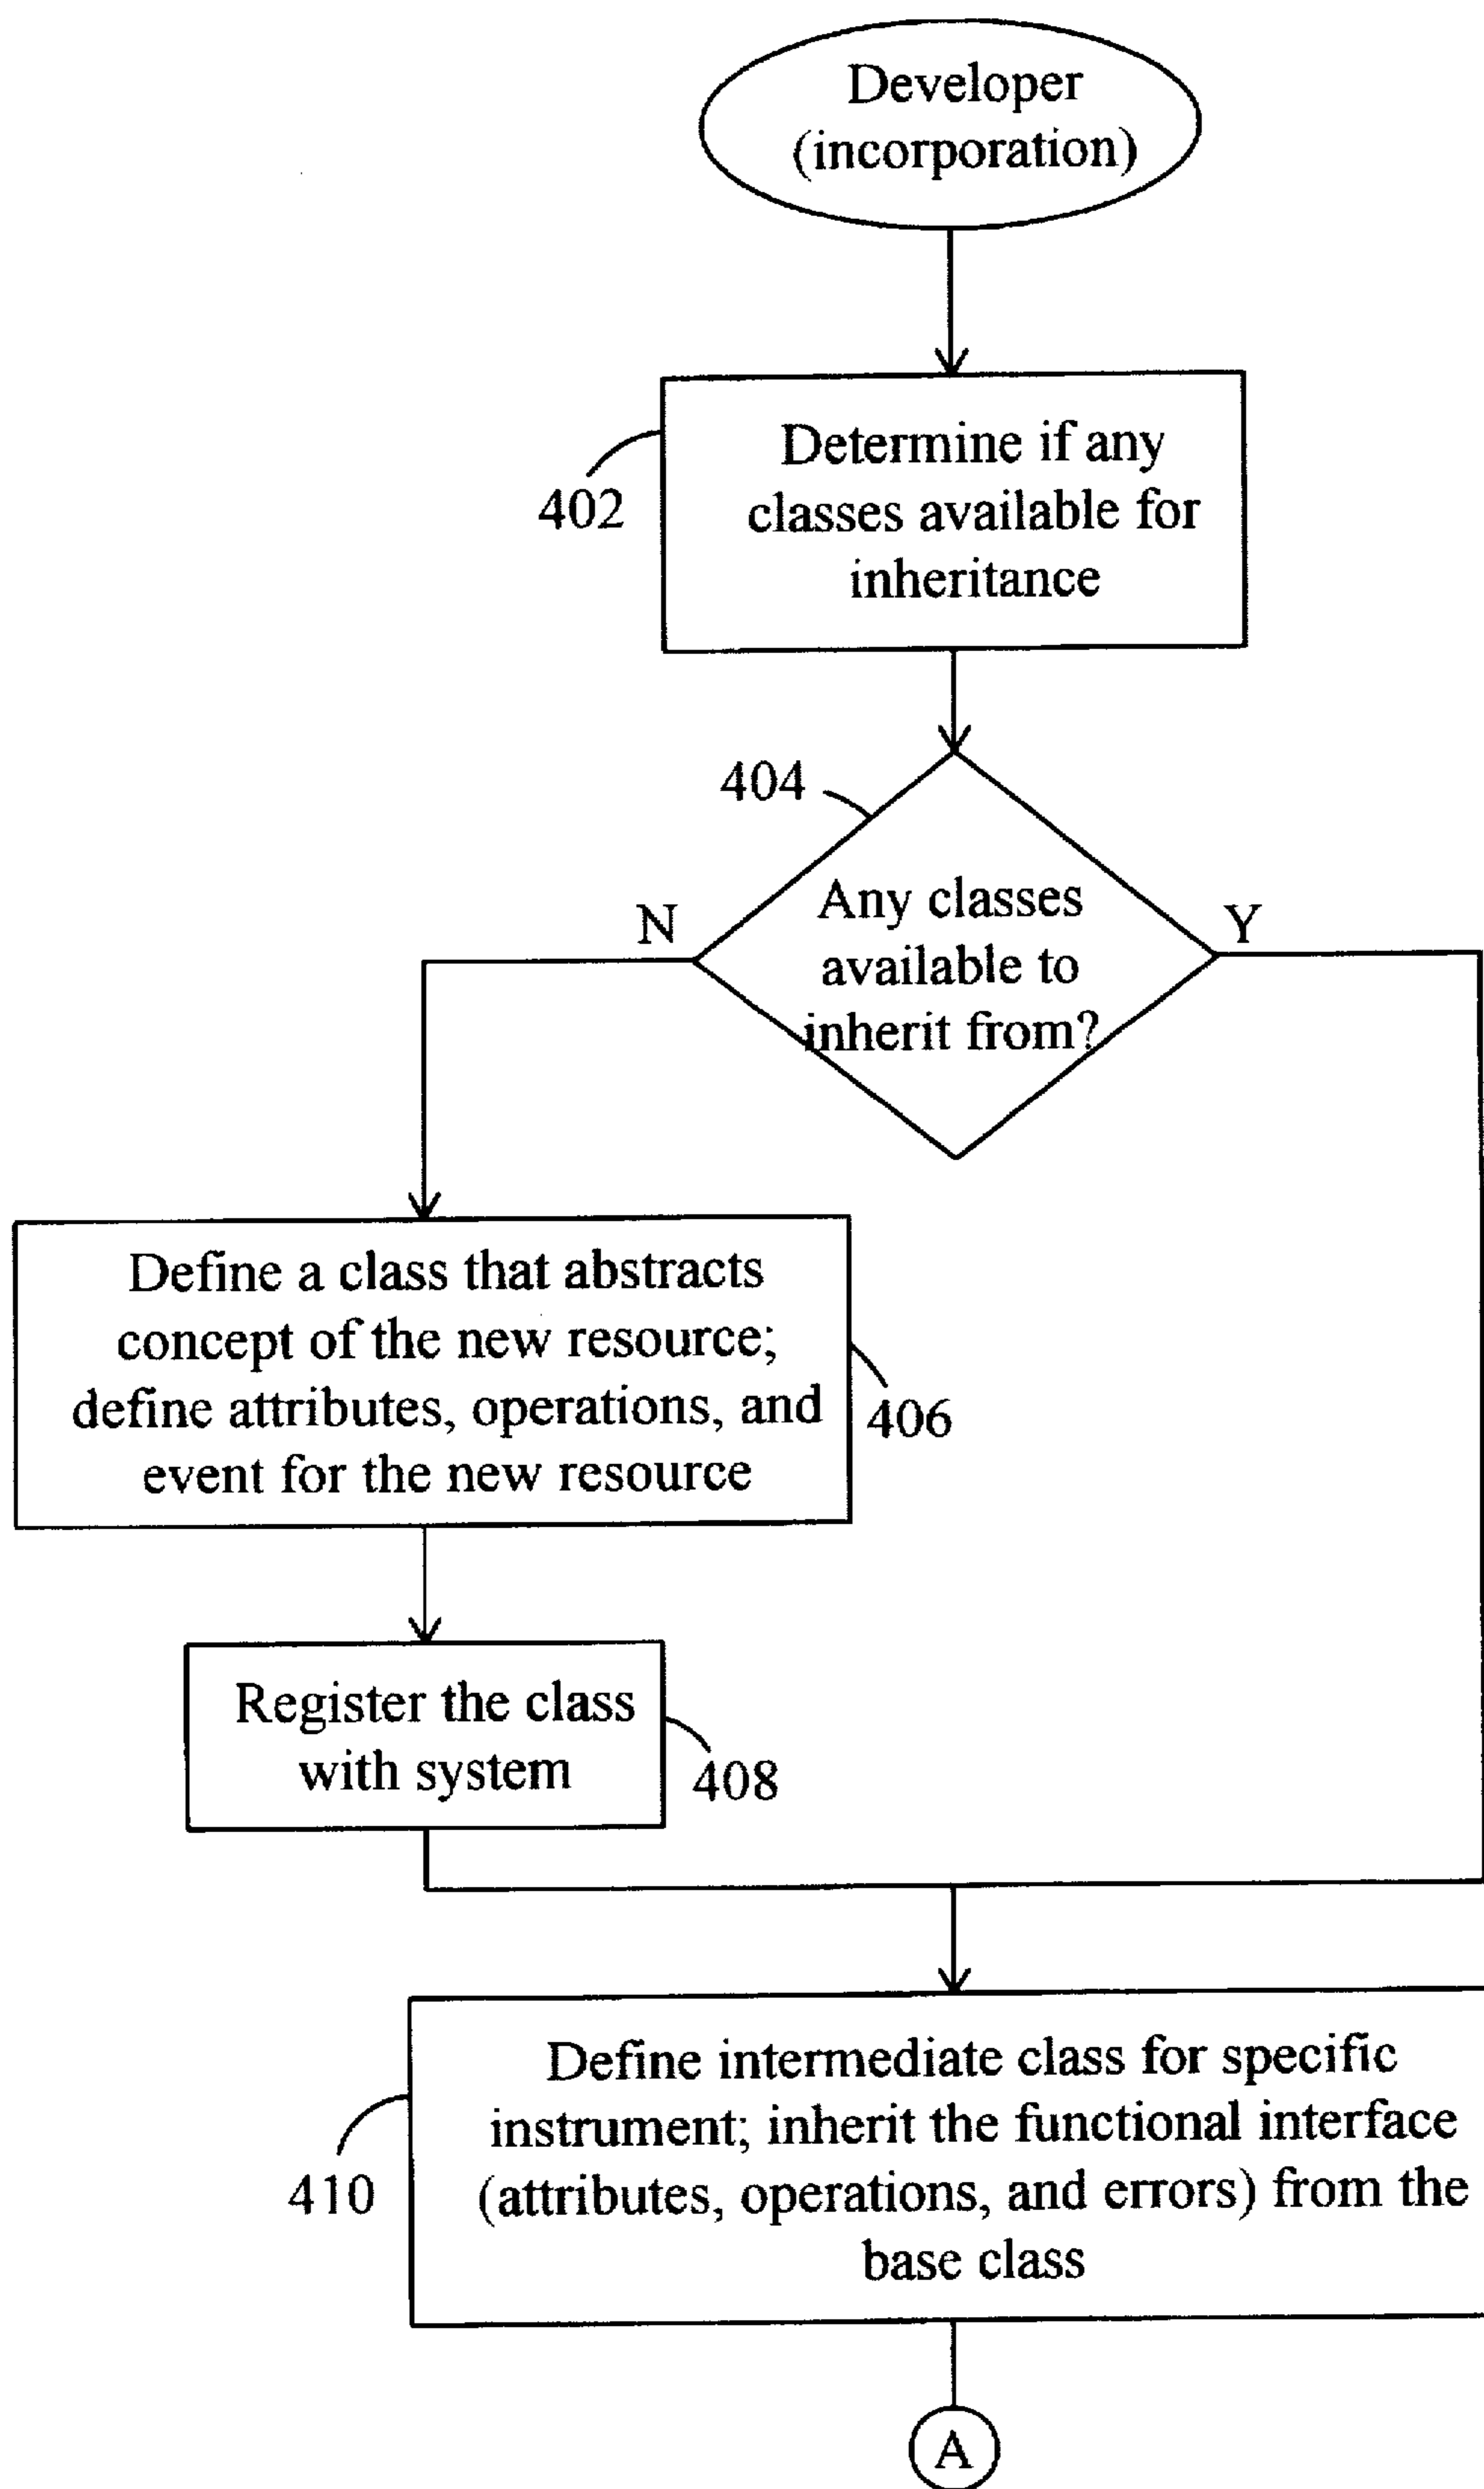 Developer
(incorporation)
Determine if any
classes available for
inheritance
402
404
N
Y
Any classes
available to
inherit from?
Define a class that abstracts
concept of the new resource;
define attributes, operations, and
event for the new resource
406
Register the class
with system
408
Define intermediate class for specific
instrument; inherit the functional interface
(attributes, operations, and errors) from the
base class
410
A